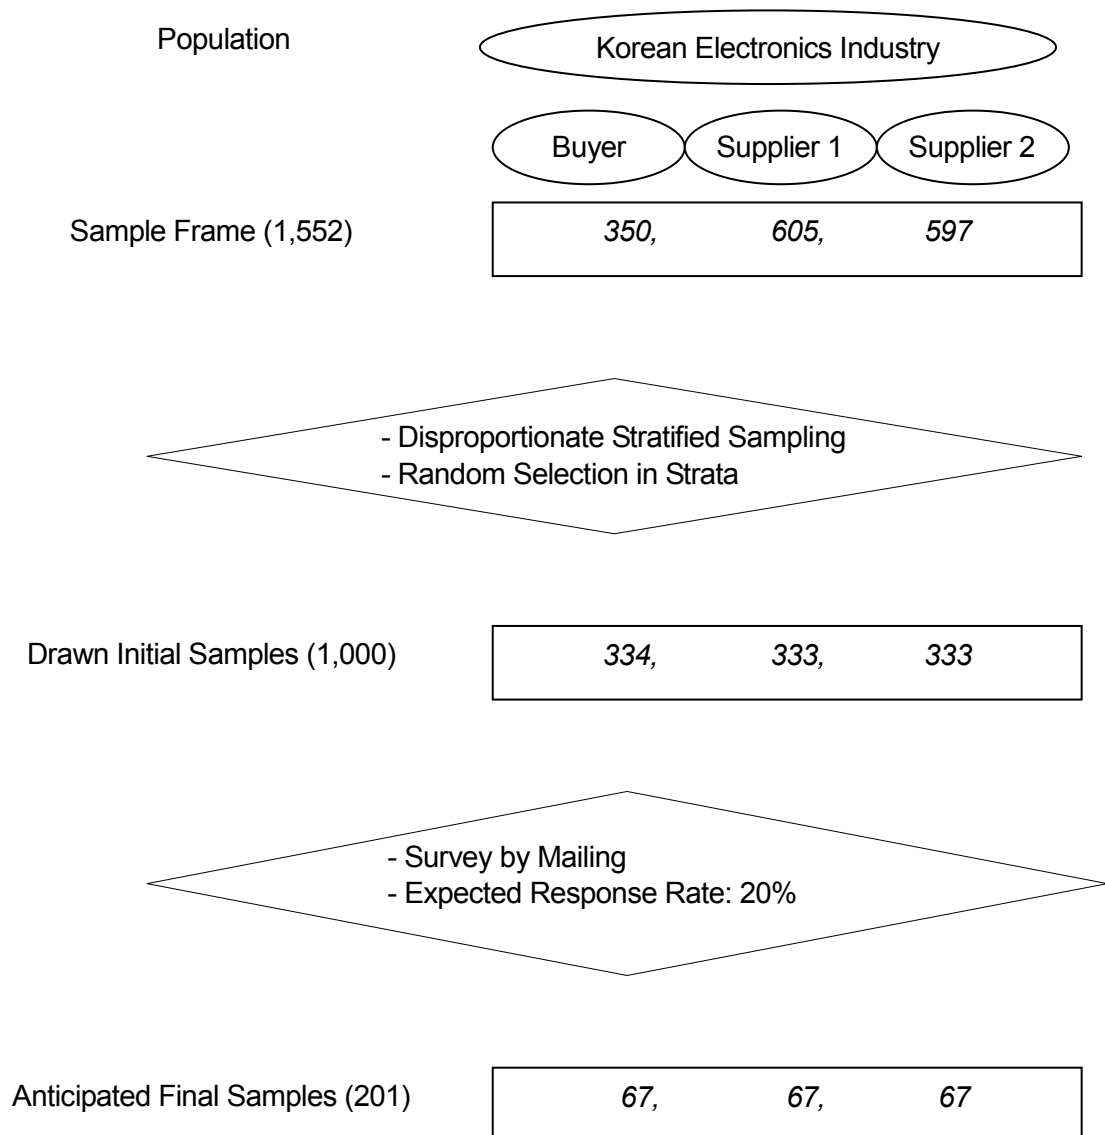 Population
Korean Electronics Industry
Buyer Supplier 1 Supplier 2
Sample Frame (1,552) 350, 605, 597
- Disproportionate Stratified Sampling
- Random Selection in Strata
Drawn Initial Samples (1,000) 334, 333, 333
- Survey by Mailing
- Expected Response Rate: 20%
Anticipated Final Samples (201) 67, 67, 67